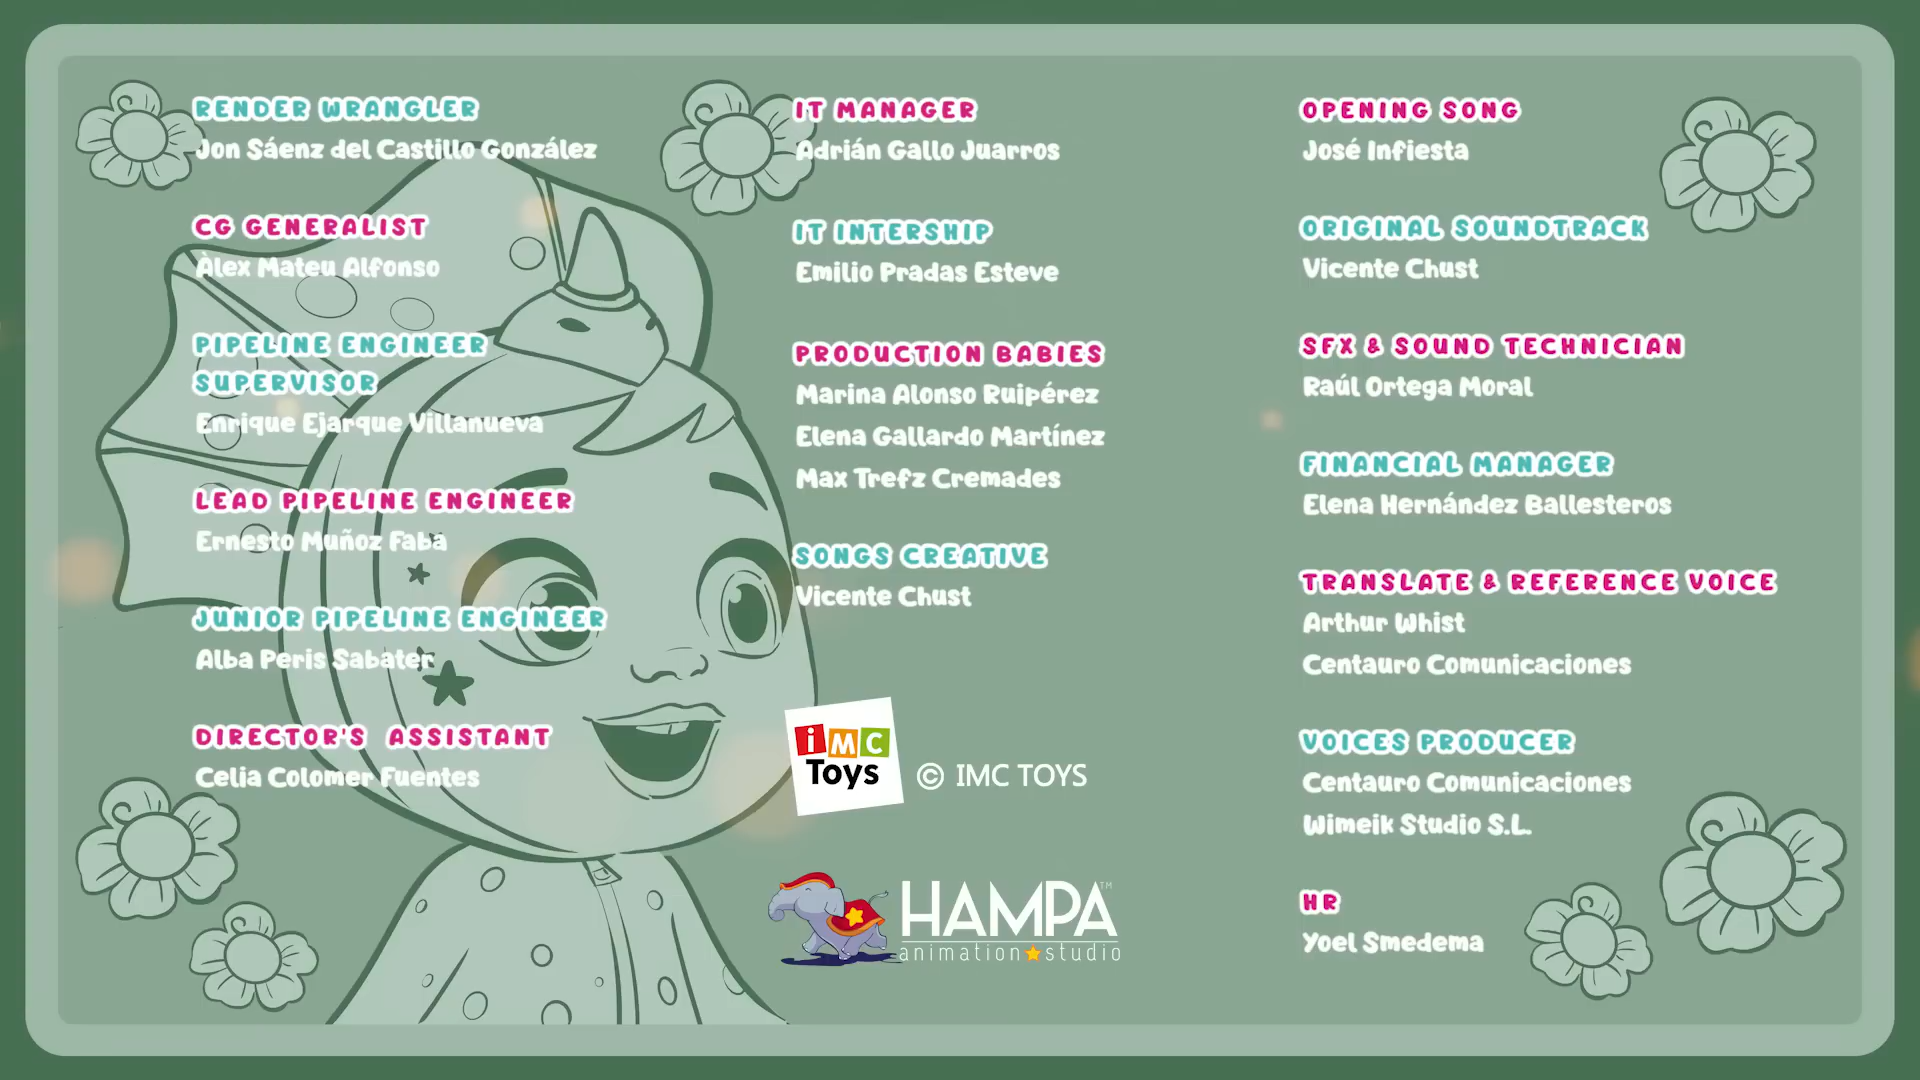 RENDER WRANGLER
Jon Sáenz del Castillo González
CG GENERALIST
Àlex Mateu Alfonso
PIPELINE ENGINEER
SUPERVISOR
Enrique Ejarque Villanueva
LEAD PIPELINE ENGINEER
Ernesto Muñoz Faba
JUNIOR PIPELINE ENGINEER
Alba Peris Sabater
DIRECTOR'S ASSISTANT
Celia Colomer Fuentes
IT MANAGER
Adrián Gallo Juarros
IT INTERSHIP
Emilio Pradas Esteve
PRODUCTION BABIES
Marina Alonso Ruipérez
Elena Gallardo Martínez
Max Trefz Cremades
SONGS CREATIVE
Vicente Chust
iMC
Toys
© IMC TOYS
HAMPA™
animation studio
OPENING SONG
José Infiesta
ORIGINAL SOUNDTRACK
Vicente Chust
SFX & SOUND TECHNICIAN
Raúl Ortega Moral
FINANCIAL MANAGER
Elena Hernández Ballesteros
TRANSLATE & REFERENCE VOICE
Arthur Whist
Centauro Comunicaciones
VOICES PRODUCER
Centauro Comunicaciones
Wimeik Studio S.L.
HR
Yoel Smedema